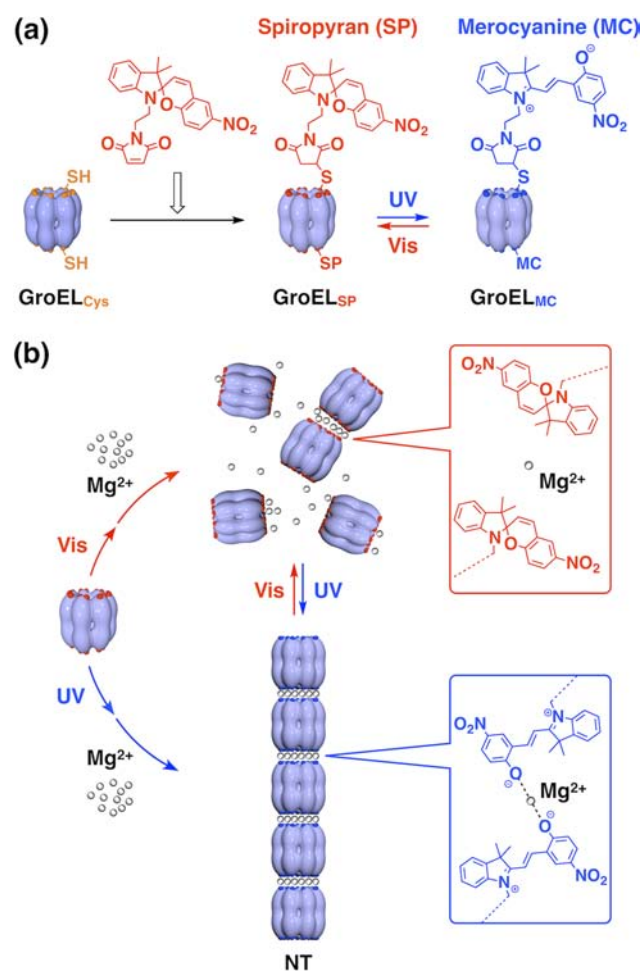 (a)
Spiropyran (SP)
Merocyanine (MC)
N
O
NO2
N
O
O
N
O
NO2
N
O
O
S
O⊖
N
⊕
NO2
N
O
O
S
SH
SH
SP
MC
UV
Vis
GroELCys
GroELSP
GroELMC
(b)
Mg2+
Vis
UV
Mg2+
Vis
UV
NT
O2N
O
N
Mg2+
N
O
NO2
O2N
⊕
N
O
⊖
Mg2+
⊖
O
N
⊕
NO2